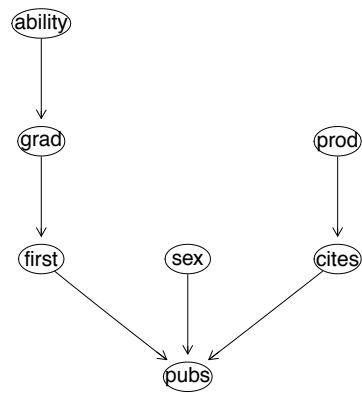 ability
grad
prod
first
sex
cites
pubs